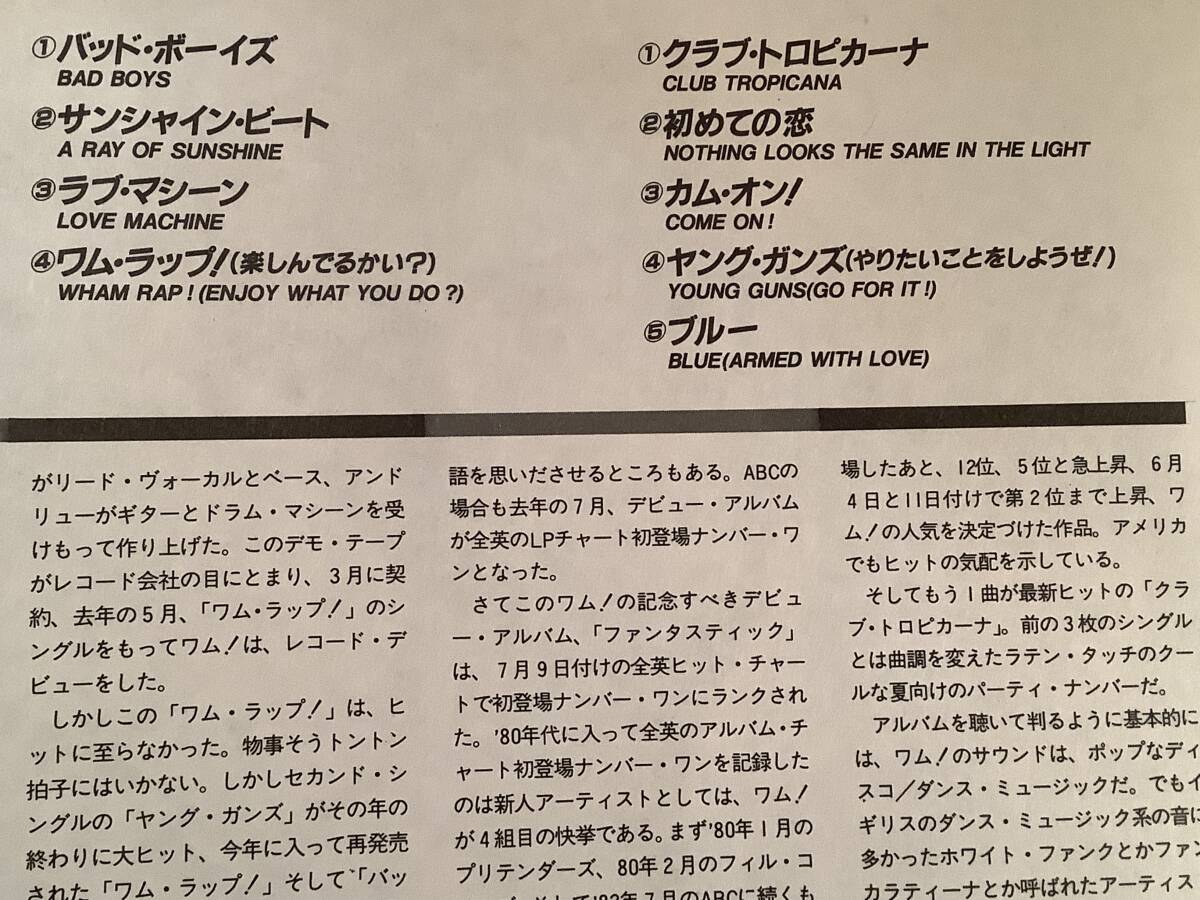 ①バッド・ボーイズ
BAD BOYS
②サンシャイン・ビート
A RAY OF SUNSHINE
③ラブ・マシーン
LOVE MACHINE
④ワム・ラップ!(楽しんでるかい?)
WHAM RAP!(ENJOY WHAT YOU DO?)
①クラブ・トロピカーナ
CLUB TROPICANA
②初めての恋
NOTHING LOOKS THE SAME IN THE LIGHT
③カム・オン!
COME ON!
④ヤング・ガンズ(やりたいことをしようぜ!)
YOUNG GUNS(GO FOR IT!)
⑤ブルー
BLUE(ARMED WITH LOVE)
がリード・ヴォーカルとベース、アンド
リューがギターとドラム・マシーンを受
けもって作り上げた。このデモ・テープ
がレコード会社の目にとまり、3月に契
約、去年の5月、「ワム・ラップ!」のシ
ングルをもってワム!は、レコード・デ
ビューをした。
しかしこの「ワム・ラップ!」は、ヒ
ットに至らなかった。物事そうトントン
拍子にはいかない。しかしセカンド・シ
ングルの「ヤング・ガンズ」がその年の
終わりに大ヒット、今年に入って再発売
された「ワム・ラップ!」そして「バッ
語を思いださせるところもある。ABCの
場合も去年の7月、デビュー・アルバム
が全英のLPチャート初登場ナンバー・ワ
ンとなった。
さてこのワム!の記念すべきデビュ
ー・アルバム、「ファンタスティック」
は、7月9日付けの全英ヒット・チャー
トで初登場ナンバー・ワンにランクされ
た。'80年代に入って全英のアルバム・チ
ャート初登場ナンバー・ワンを記録した
のは新人アーティストとしては、ワム!
が4組目の快挙である。まず'80年1月の
プリテンダーズ、80年2月のフィル・コ
そして'82年7月のABCに続くも
場したあと、12位、5位と急上昇、6月
4日と11日付けで第2位まで上昇、ワ
ム!の人気を決定づけた作品。アメリカ
でもヒットの気配を示している。
そしてもう1曲が最新ヒットの「クラ
ブ・トロピカーナ」。前の3枚のシングル
とは曲調を変えたラテン・タッチのクー
ルな夏向けのパーティ・ナンバーだ。
アルバムを聴いて判るように基本的に
は、ワム!のサウンドは、ポップなディ
スコ/ダンス・ミュージックだ。でもイ
ギリスのダンス・ミュージック系の音に
多かったホワイト・ファンクとかファン
カラティーナとか呼ばれたアーティス